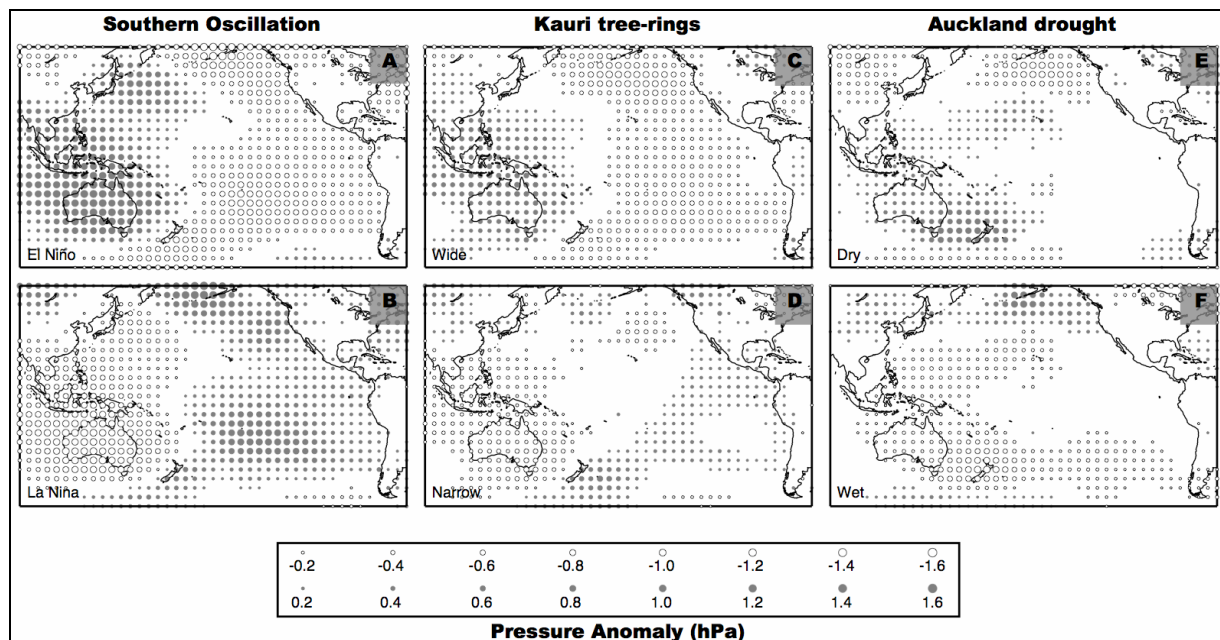 Southern Oscillation Kauri tree-rings Auckland drought
A C E
El Niño Wide Dry
B D F
La Niña Narrow Wet
-0.2 -0.4 -0.6 -0.8 -1.0 -1.2 -1.4 -1.6
0.2 0.4 0.6 0.8 1.0 1.2 1.4 1.6
Pressure Anomaly (hPa)